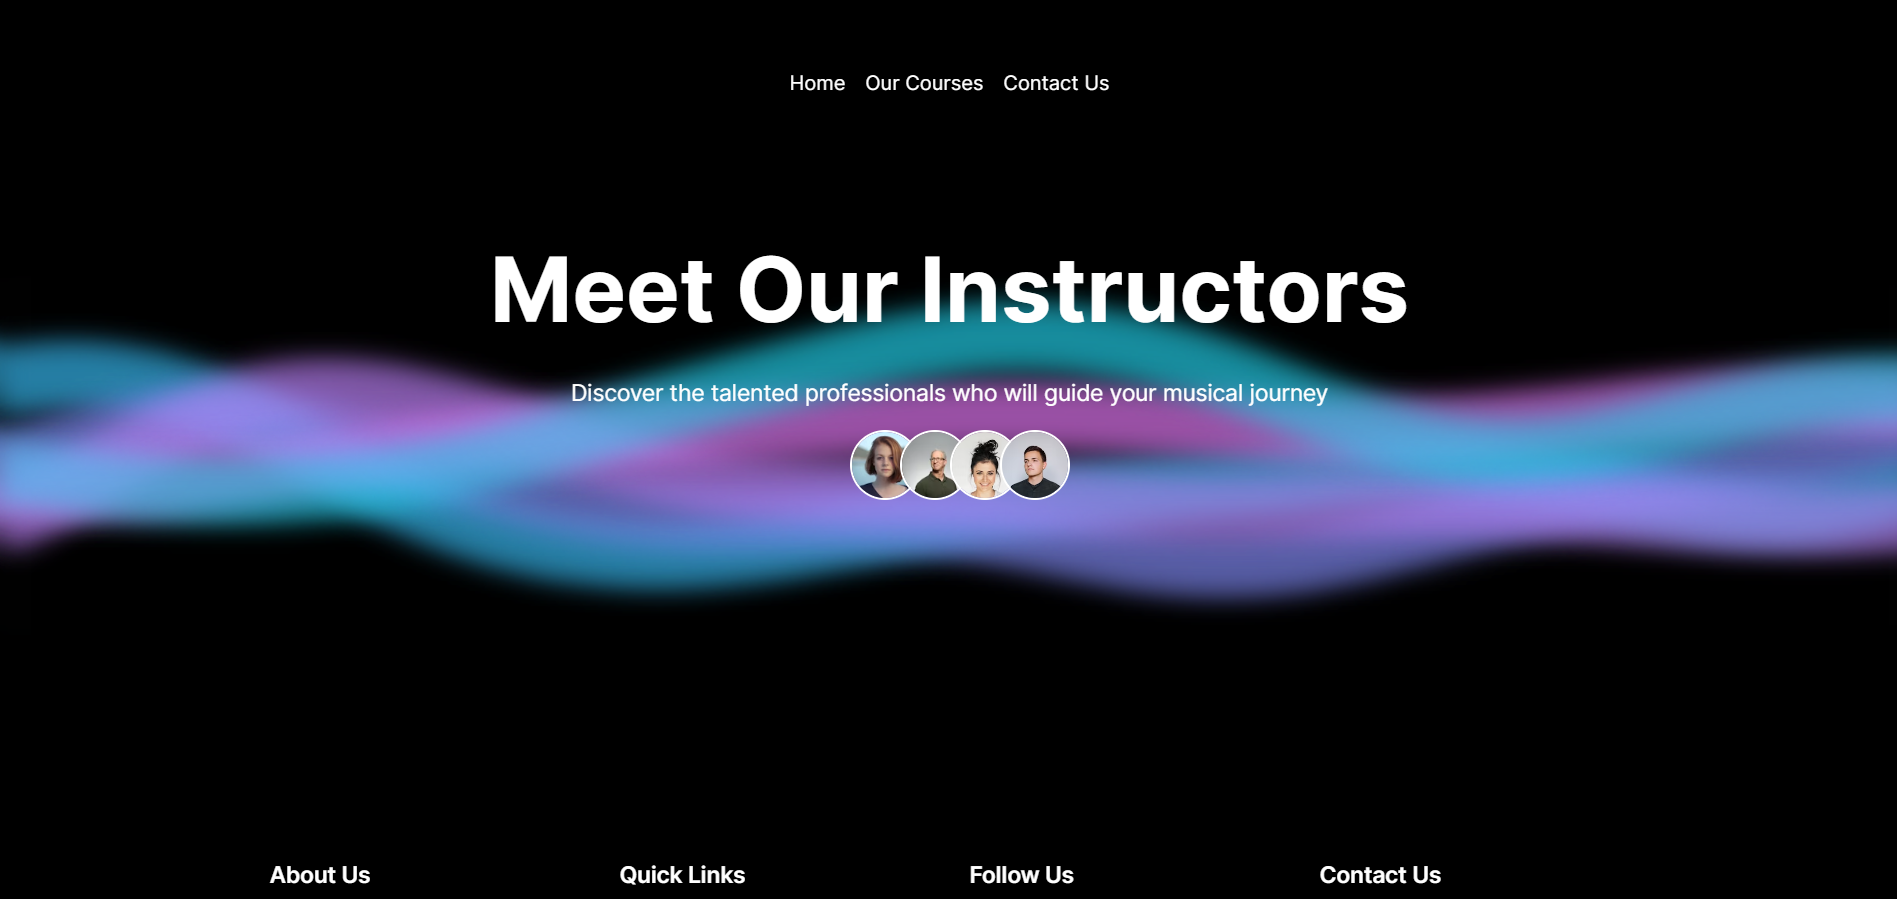 Home Our Courses Contact Us
Meet Our Instructors
Discover the talented professionals who will guide your musical journey
About Us Quick Links Follow Us Contact Us